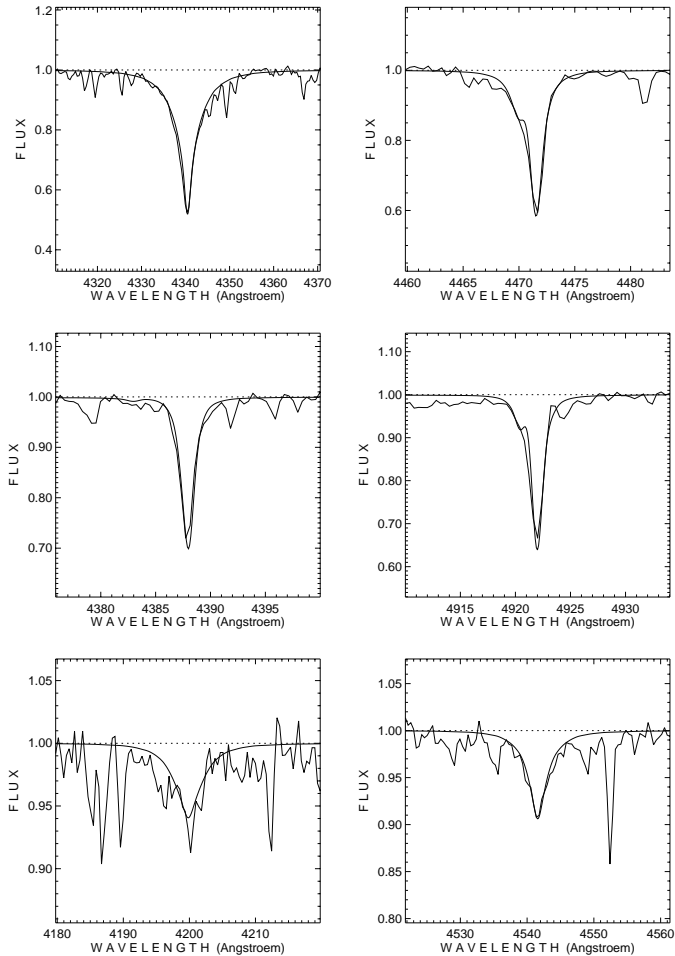 1.2
1.0
0.8
0.6
0.4
FLUX
4320 4330 4340 4350 4360 4370
WAVELENGTH (Angstroem)
1.0
0.8
0.6
FLUX
4460 4465 4470 4475 4480
WAVELENGTH (Angstroem)
1.10
1.00
0.90
0.80
0.70
FLUX
4380 4385 4390 4395
WAVELENGTH (Angstroem)
1.10
1.00
0.90
0.80
0.70
0.60
FLUX
4915 4920 4925 4930
WAVELENGTH (Angstroem)
1.05
1.00
0.95
0.90
FLUX
4180 4190 4200 4210
WAVELENGTH (Angstroem)
1.05
1.00
0.95
0.90
0.85
0.80
FLUX
4530 4540 4550 4560
WAVELENGTH (Angstroem)